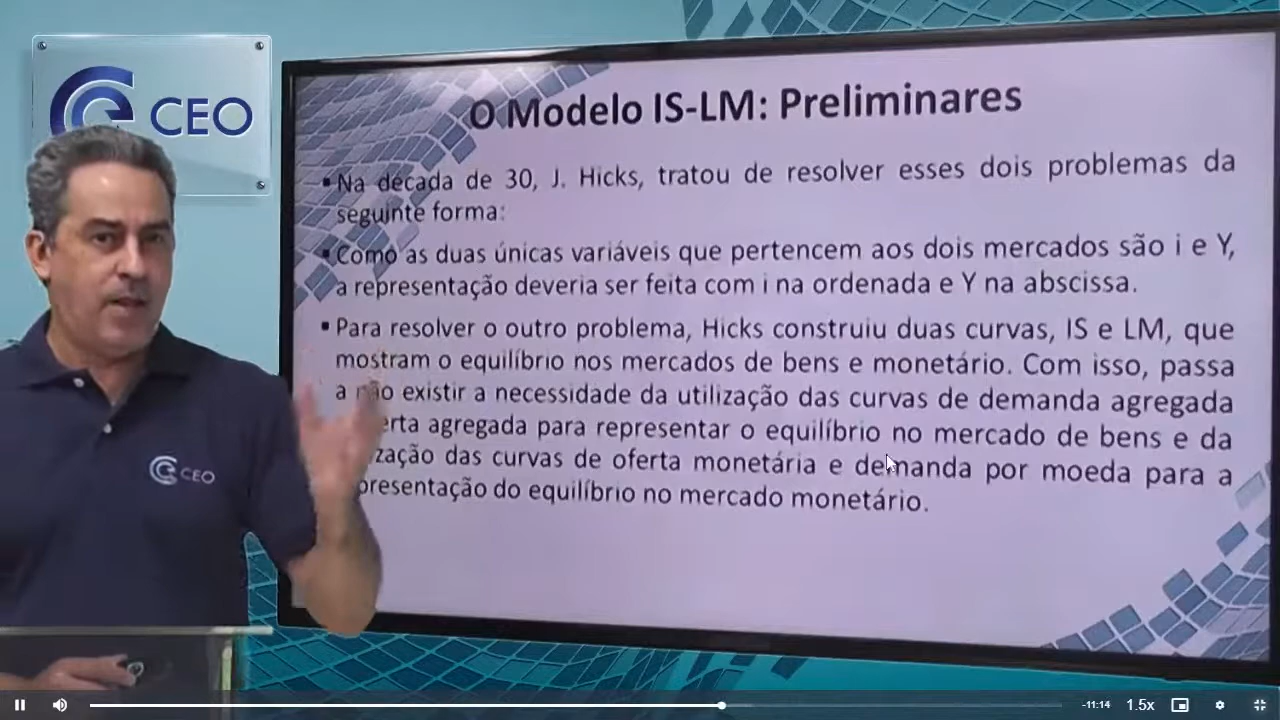 CEO
O Modelo IS-LM: Preliminares
▪ Na década de 30, J. Hicks, tratou de resolver esses dois problemas da
seguinte forma:
▪ Como as duas únicas variáveis que pertencem aos dois mercados são i e Y,
a representação deveria ser feita com i na ordenada e Y na abscissa.
▪ Para resolver o outro problema, Hicks construiu duas curvas, IS e LM, que
mostram o equilíbrio nos mercados de bens e monetário. Com isso, passa
a não existir a necessidade da utilização das curvas de demanda agregada
erta agregada para representar o equilíbrio no mercado de bens e da
zação das curvas de oferta monetária e demanda por moeda para a
presentação do equilíbrio no mercado monetário.
CEO
-11:14 1.5x